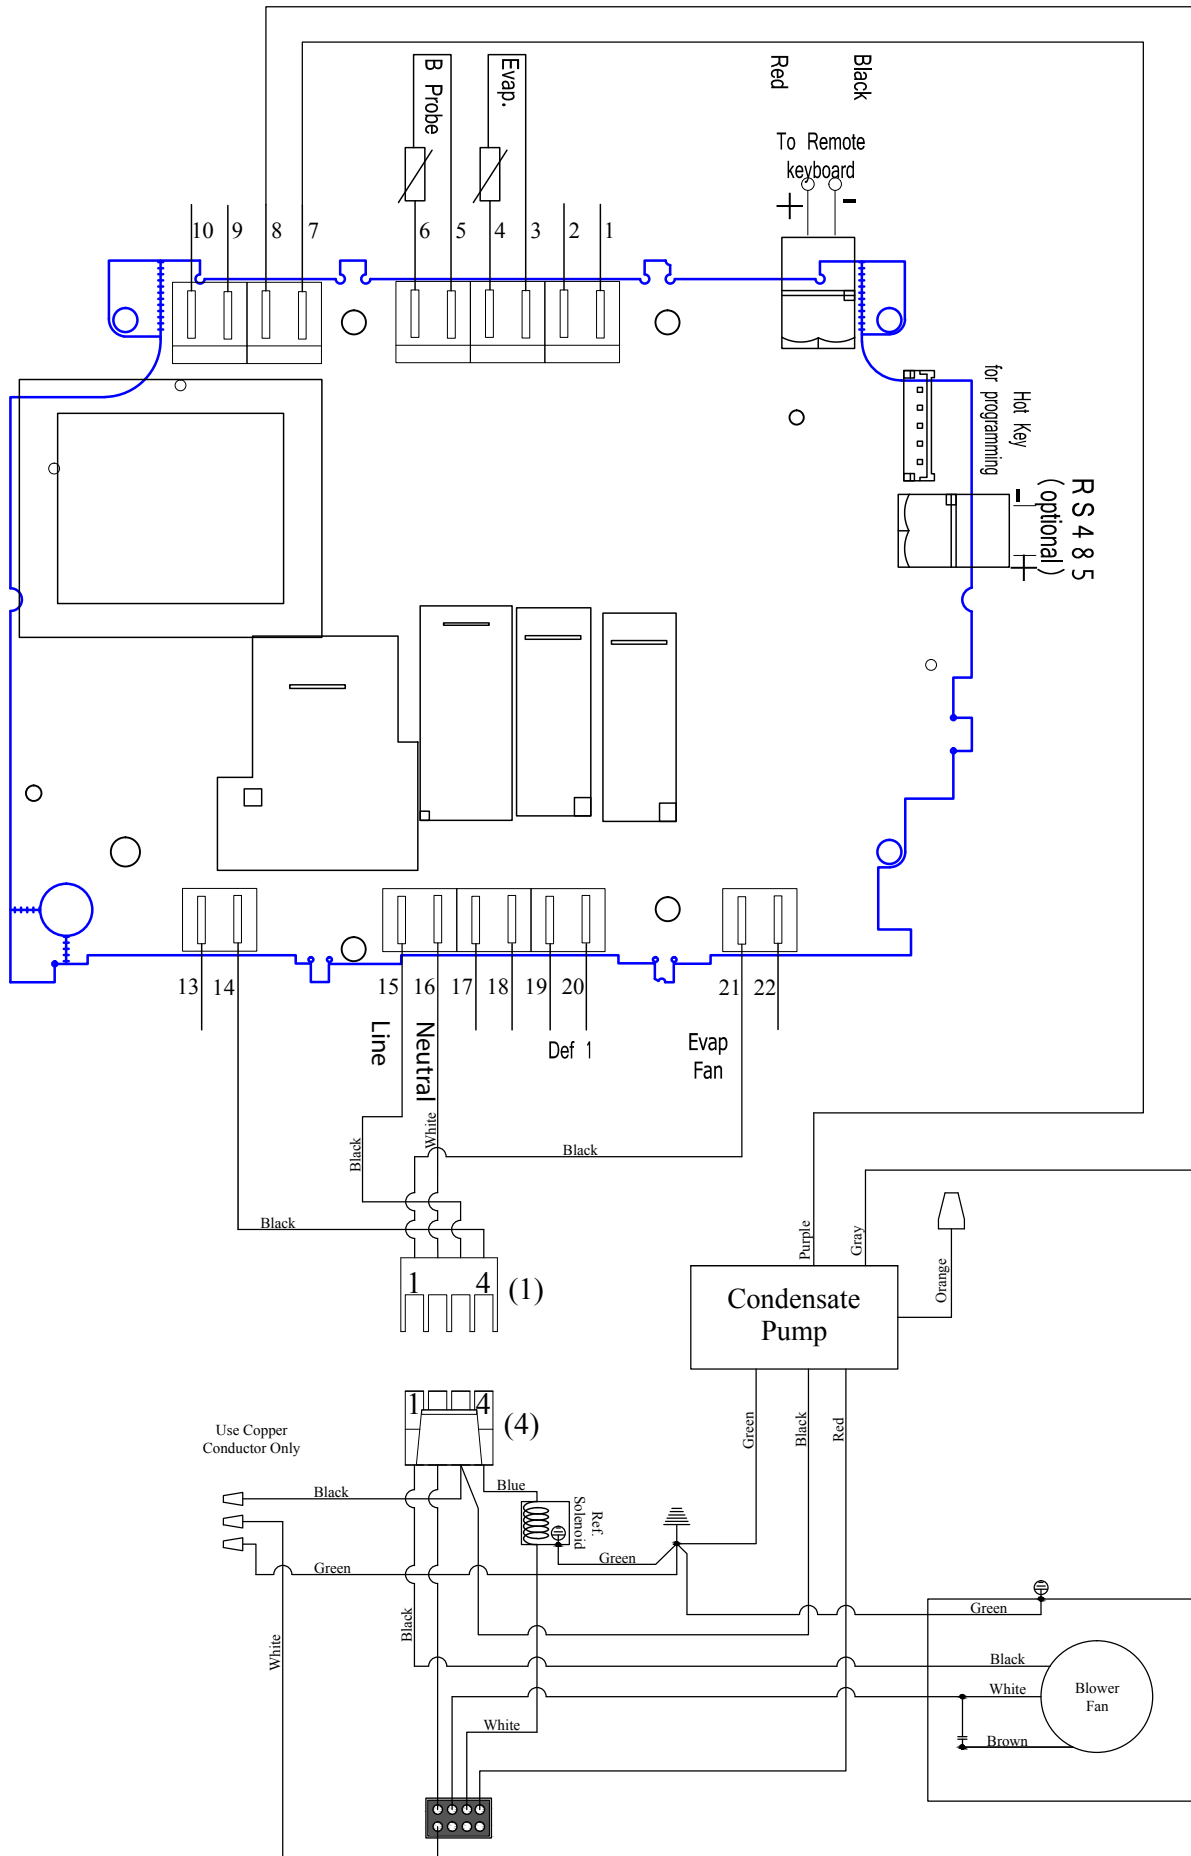 Black
Red
To Remote
keyboard
+ -
B Probe
Evap.
10 9 8 7
6 5 4 3 2 1
Hot Key
for programming
RS485
(optional)
-
+
13 14
15 16 17 18 19 20
21 22
Line
Neutral
Def 1
Evap
Fan
Black
White
Black
Black
1 4 (1)
Purple
Gray
Orange
Condensate
Pump
1 4 (4)
Use Copper
Conductor Only
Green
Black
Red
Black
Blue
Ref.
Solenoid
Green
Green
Black
White
Green
Black
White
Brown
Blower
Fan
White